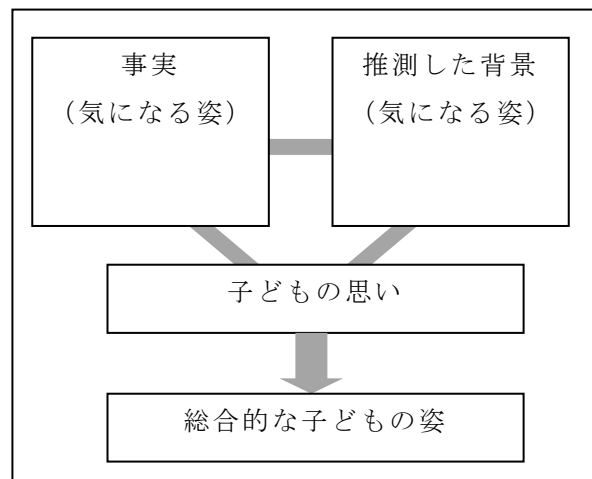 事実
（気になる姿）
推測した背景
（気になる姿）
子どもの思い
総合的な子どもの姿